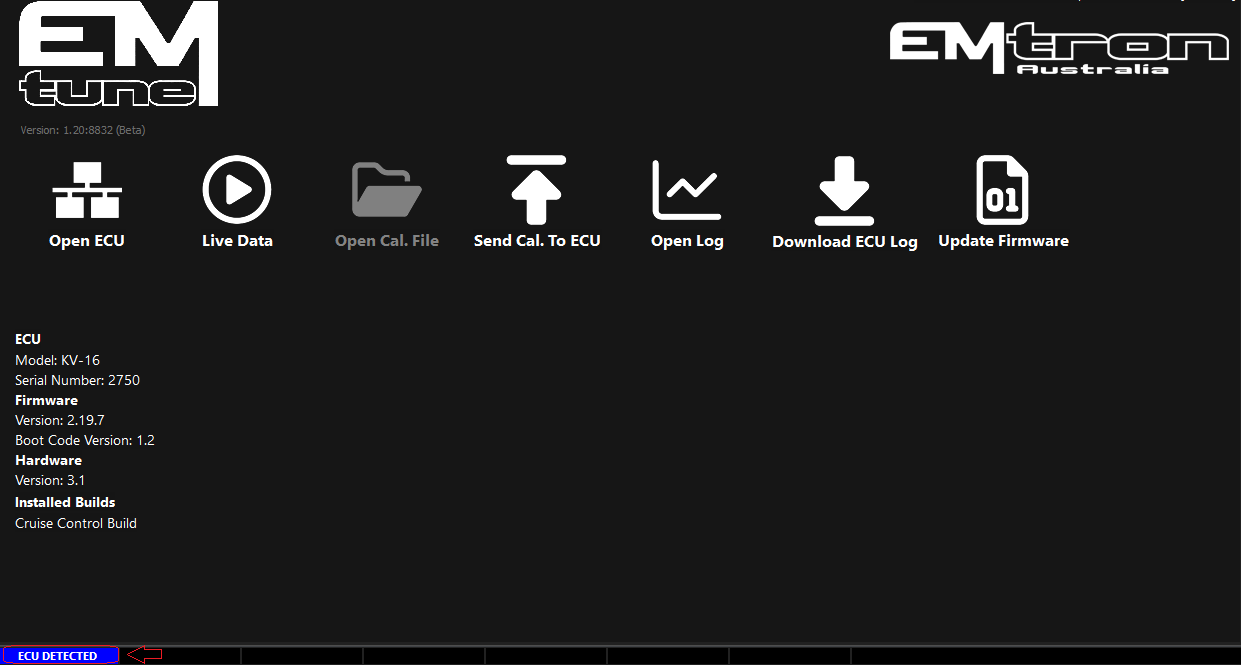 EM
tune
EMtron
Australia
Version: 1.20:8832 (Beta)
01
Open ECU
Live Data
Open Cal. File
Send Cal. To ECU
Open Log
Download ECU Log
Update Firmware
ECU
Model: KV-16
Serial Number: 2750
Firmware
Version: 2.19.7
Boot Code Version: 1.2
Hardware
Version: 3.1
Installed Builds
Cruise Control Build
ECU DETECTED